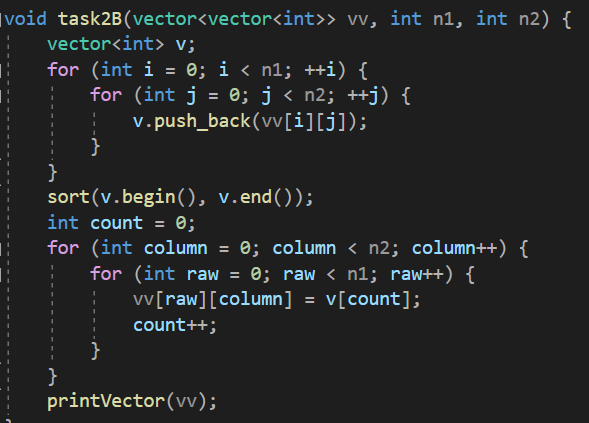 void task2B(vector<vector<int>> vv, int n1, int n2) {
    vector<int> v;
    for (int i = 0; i < n1; ++i) {
        for (int j = 0; j < n2; ++j) {
            v.push_back(vv[i][j]);
        }
    }
    sort(v.begin(), v.end());
    int count = 0;
    for (int column = 0; column < n2; column++) {
        for (int raw = 0; raw < n1; raw++) {
            vv[raw][column] = v[count];
            count++;
        }
    }
    printVector(vv);